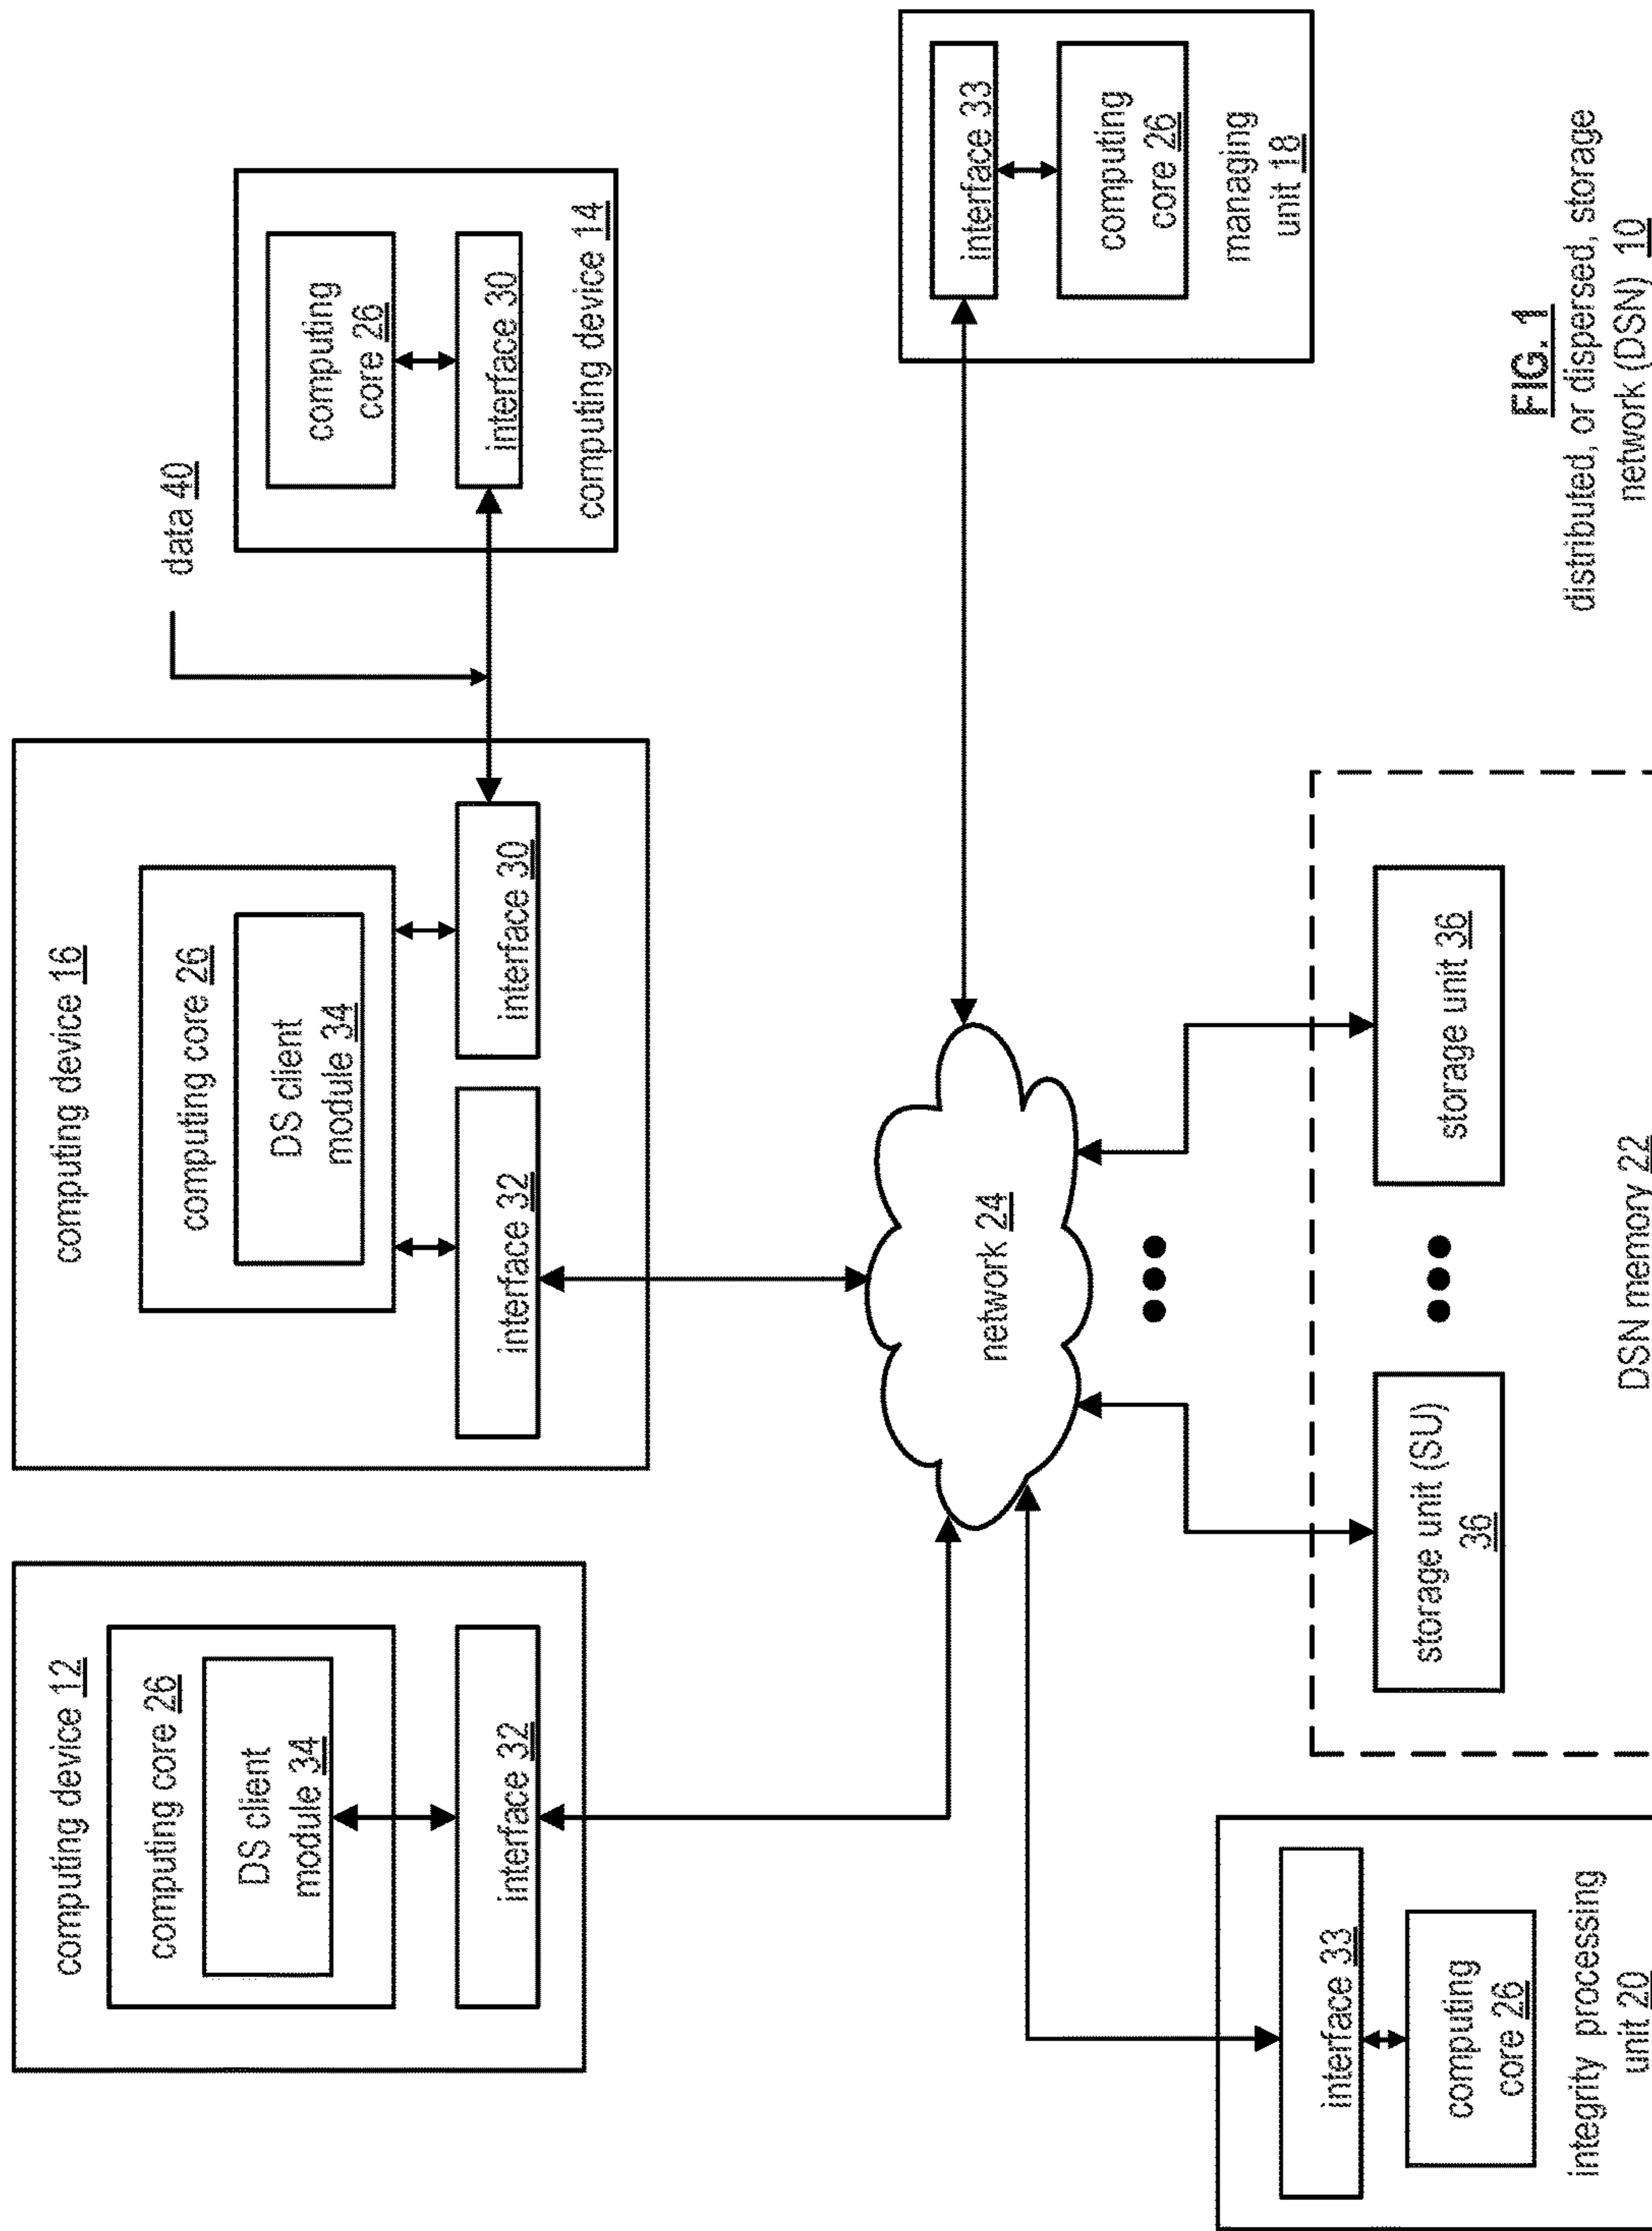 computing device 12
computing core 26
DS client
module 34
interface 32
computing device 16
computing core 26
DS client
module 34
interface 32
interface 30
data 40
computing
core 26
interface 30
computing device 14
network 24
interface 33
computing
core 26
managing
unit 18
interface 33
computing
core 26
integrity processing
unit 20
storage unit (SU)
36
storage unit 36
DSN memory 22
FIG. 1
distributed, or dispersed, storage
network (DSN) 10